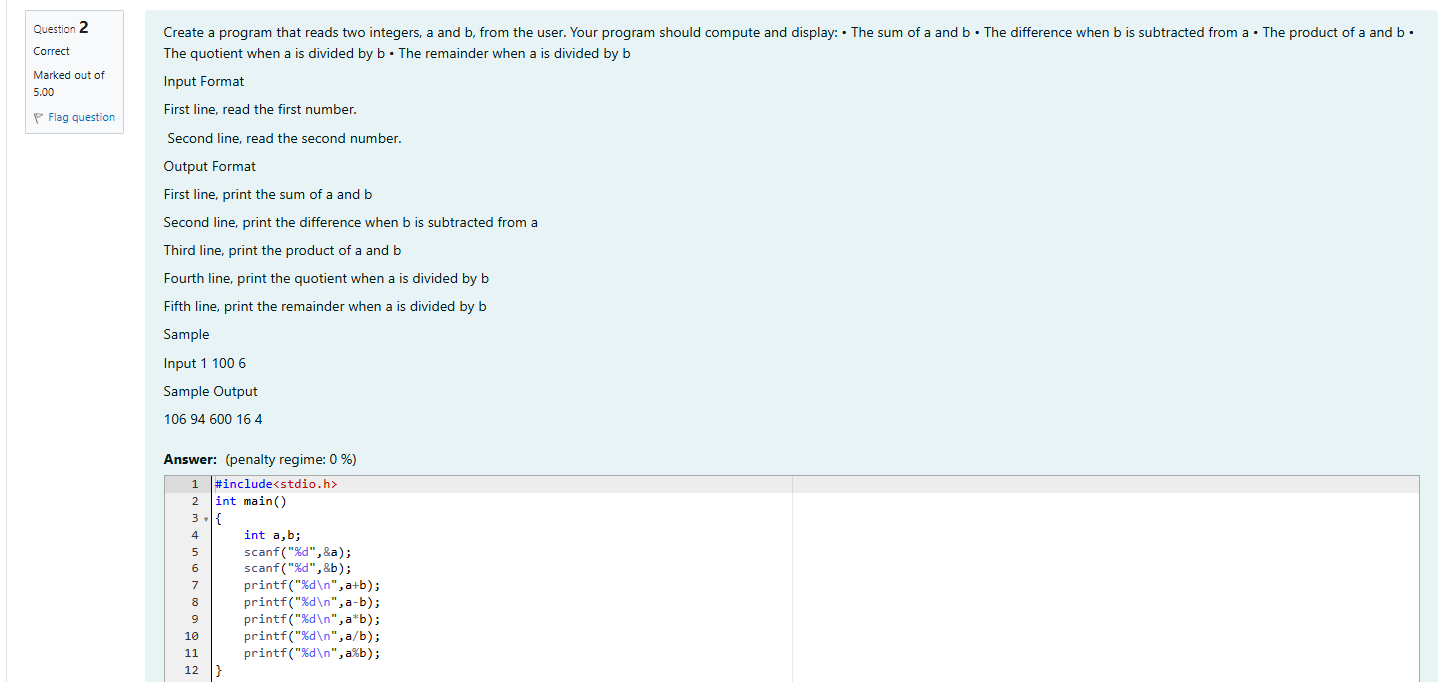 Question 2
Correct
Marked out of
5.00
Flag question
Create a program that reads two integers, a and b, from the user. Your program should compute and display: • The sum of a and b • The difference when b is subtracted from a • The product of a and b •
The quotient when a is divided by b • The remainder when a is divided by b
Input Format
First line, read the first number.
Second line, read the second number.
Output Format
First line, print the sum of a and b
Second line, print the difference when b is subtracted from a
Third line, print the product of a and b
Fourth line, print the quotient when a is divided by b
Fifth line, print the remainder when a is divided by b
Sample
Input 1 100 6
Sample Output
106 94 600 16 4
Answer: (penalty regime: 0 %)
1 #include<stdio.h>
2 int main()
3 {
4 int a,b;
5 scanf("%d",&a);
6 scanf("%d",&b);
7 printf("%d\n",a+b);
8 printf("%d\n",a-b);
9 printf("%d\n",a*b);
10 printf("%d\n",a/b);
11 printf("%d\n",a%b);
12 }